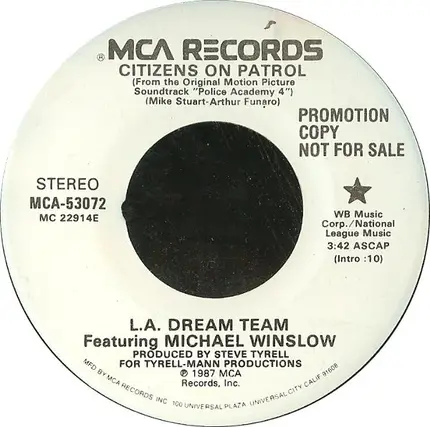 ® MCA RECORDS
CITIZENS ON PATROL
(From the Original Motion Picture
Soundtrack "Police Academy 4")
(Mike Stuart-Arthur Funaro)
PROMOTION
COPY
NOT FOR SALE
STEREO
MCA-53072
MC 22914E
★
WB Music
Corp./National
League Music
3:42 ASCAP
(Intro :10)
L.A. DREAM TEAM
Featuring MICHAEL WINSLOW
PRODUCED BY STEVE TYRELL
FOR TYRELL-MANN PRODUCTIONS
℗ 1987 MCA
Records, Inc.
MFD BY MCA RECORDS, INC. 100 UNIVERSAL PLAZA, UNIVERSAL CITY, CALIF. 91608